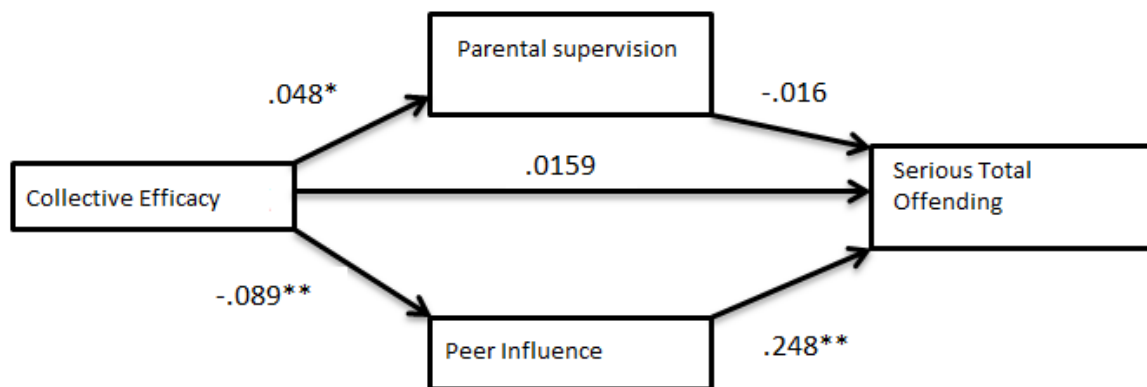 Parental supervision
.048*
-.016
.0159
Collective Efficacy
Serious Total
Offending
-.089**
Peer Influence
.248**